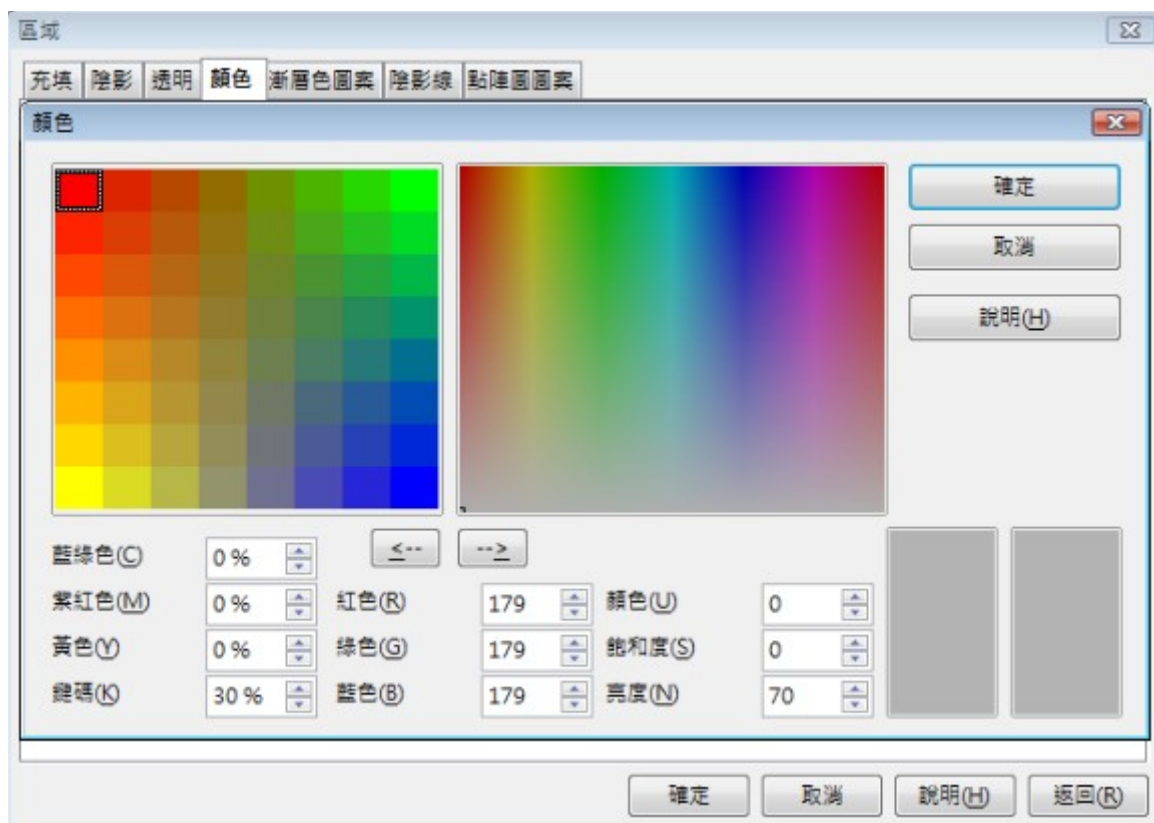 區域
充填 陰影 透明 顏色 漸層色圖案 陰影線 點陣圖圖案
顏色
確定
取消
說明(H)
<-- -->
藍綠色(C) 0 %
紫紅色(M) 0 % 紅色(R) 179 顏色(U) 0
黃色(Y) 0 % 綠色(G) 179 飽和度(S) 0
鍵碼(K) 30 % 藍色(B) 179 亮度(N) 70
確定 取消 說明(H) 返回(R)